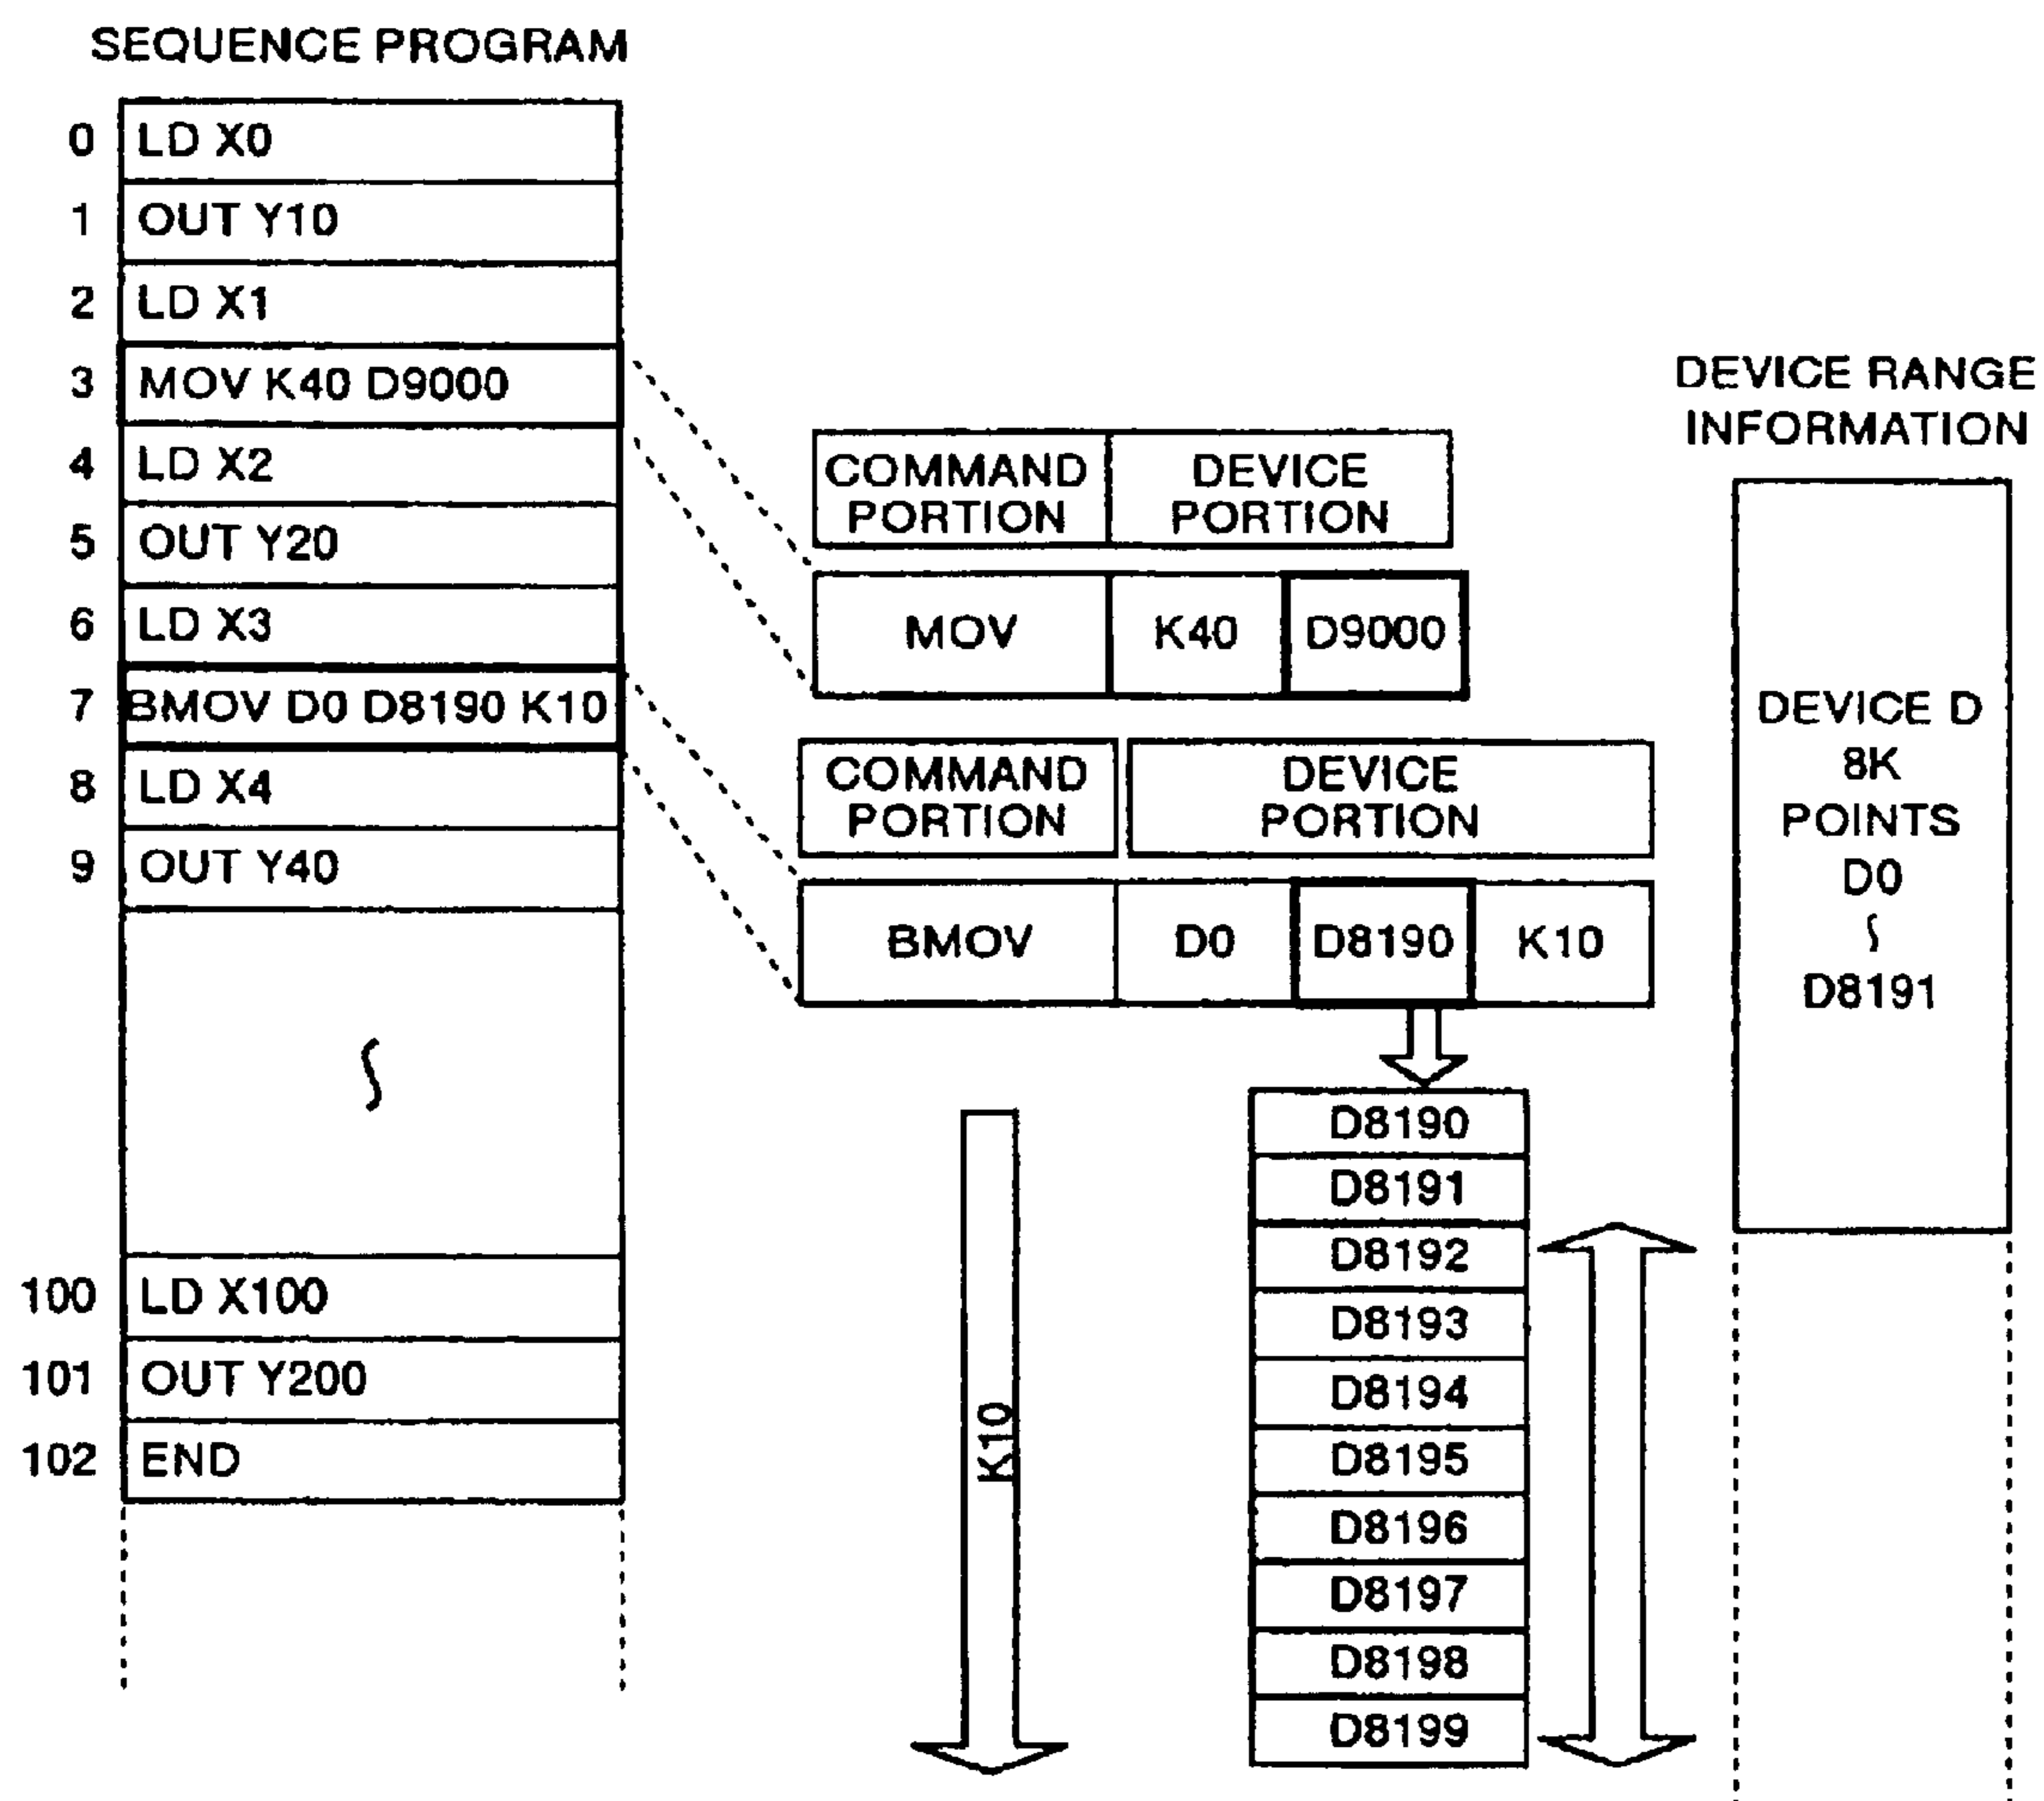 SEQUENCE PROGRAM
0 LD X0
1 OUT Y10
2 LD X1
3 MOV K40 D9000
4 LD X2
5 OUT Y20
6 LD X3
7 BMOV D0 D8190 K10
8 LD X4
9 OUT Y40
100 LD X100
101 OUT Y200
102 END
COMMAND PORTION
DEVICE PORTION
MOV K40 D9000
COMMAND PORTION
DEVICE PORTION
BMOV D0 D8190 K10
K10
D8190
D8191
D8192
D8193
D8194
D8195
D8196
D8197
D8198
D8199
DEVICE RANGE
INFORMATION
DEVICE D
8K
POINTS
D0
∫
D8191